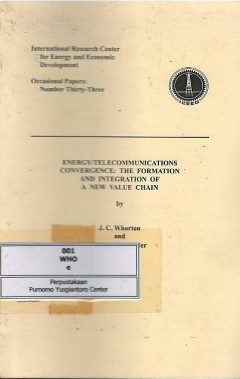 International Research Center
for Energy and Economic
Development
Occasional Papers:
Number Thirty-Three
ICEED
ENERGY/TELECOMMUNICATIONS
CONVERGENCE: THE FORMATION
AND INTEGRATION OF
A NEW VALUE CHAIN
by
J. C. Whorton
and
001
WHO
e
Perpustakaan
Purnomo Yusgiantoro Center